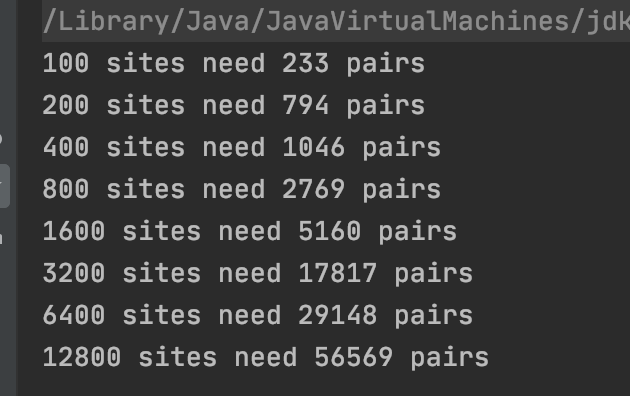 /Library/Java/JavaVirtualMachines/jdk
100 sites need 233 pairs
200 sites need 794 pairs
400 sites need 1046 pairs
800 sites need 2769 pairs
1600 sites need 5160 pairs
3200 sites need 17817 pairs
6400 sites need 29148 pairs
12800 sites need 56569 pairs